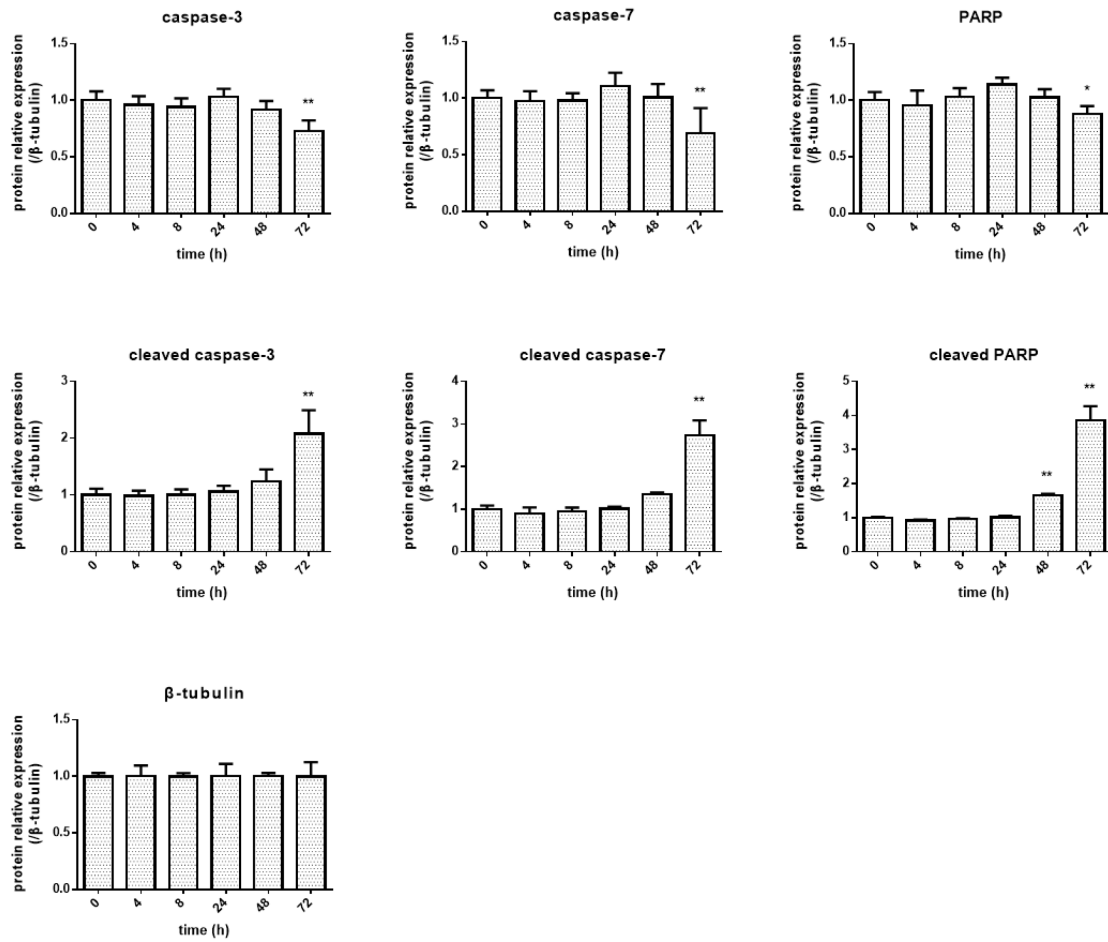 caspase-3
protein relative expression
(/β-tubulin)
1.5
1.0
0.5
0.0
**
0
4
8
24
48
72
time (h)
caspase-7
protein relative expression
(/β-tubulin)
1.5
1.0
0.5
0.0
**
0
4
8
24
48
72
time (h)
PARP
protein relative expression
(/β-tubulin)
1.5
1.0
0.5
0.0
*
0
4
8
24
48
72
time (h)
cleaved caspase-3
protein relative expression
(/β-tubulin)
3
2
1
0
**
0
4
8
24
48
72
time (h)
cleaved caspase-7
protein relative expression
(/β-tubulin)
4
3
2
1
0
**
0
4
8
24
48
72
time (h)
cleaved PARP
protein relative expression
(/β-tubulin)
5
4
3
2
1
0
**
**
0
4
8
24
48
72
time (h)
β-tubulin
protein relative expression
(/β-tubulin)
1.5
1.0
0.5
0.0
0
4
8
24
48
72
time (h)